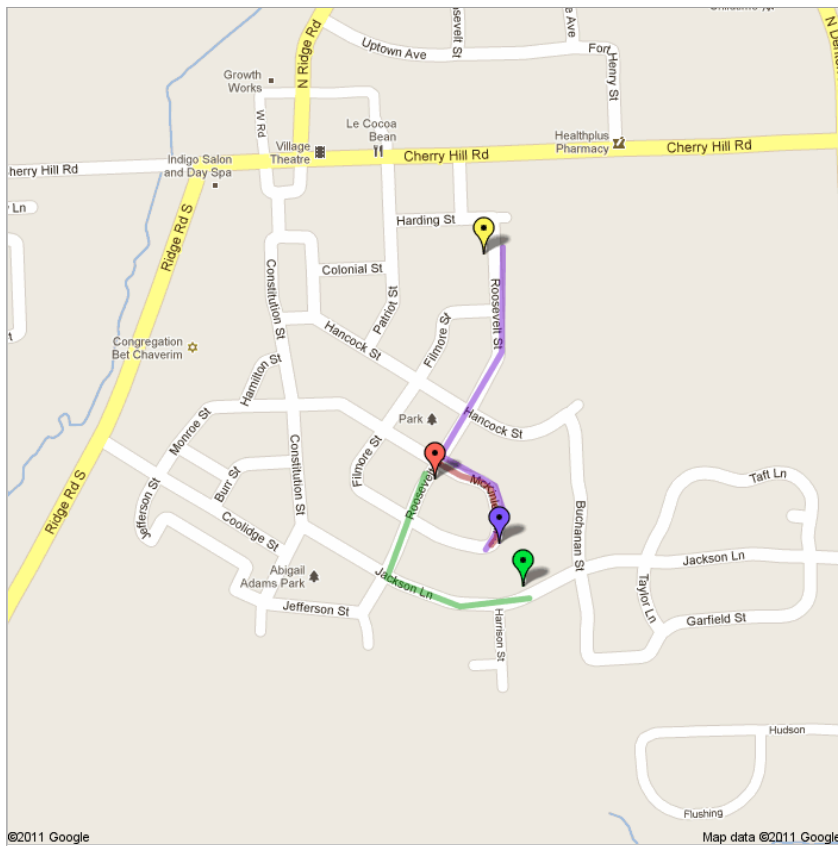 Uptown Ave
Henry St
N Ridge Rd
Growth
Works
W Rd
Le Cocoa
Bean
Village
Theatre
Healthplus
Pharmacy
Cherry Hill Rd
Cherry Hill Rd
Indigo Salon
and Day Spa
Harding St
Ridge Rd S
Colonial St
Constitution St
Patriot St
Roosevelt St
Congregation
Bet Chaverim
Hancock St
Filmore St
Hamilton St
Park
Hancock St
Monroe St
Filmore St
Constitution St
Burr St
Taft Ln
Ridge Rd S
Jefferson St
Coolidge St
Buchanan St
Jackson Ln
Abigail
Adams Park
Jackson Ln
Taylor Ln
Jefferson St
Garfield St
Harrison St
Hudson
Flushing
©2011 Google
Map data ©2011 Google